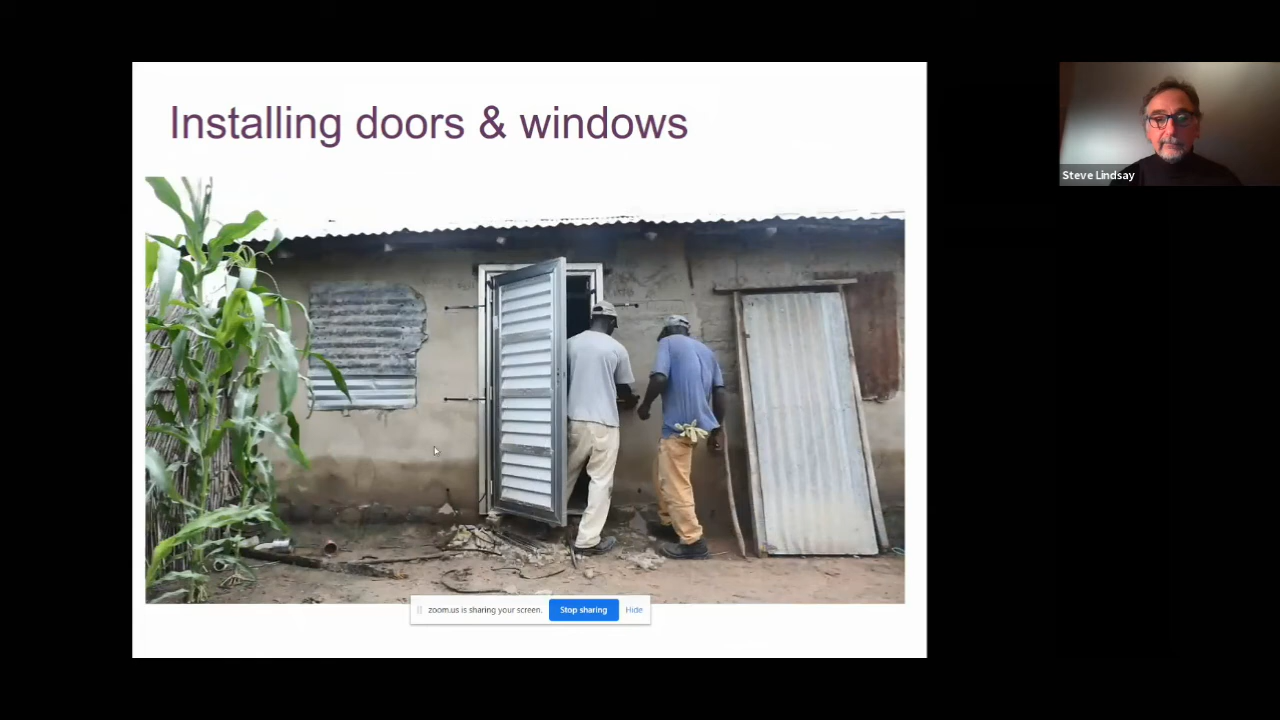 Installing doors & windows
Steve Lindsay
zoom.us is sharing your screen. Stop sharing Hide